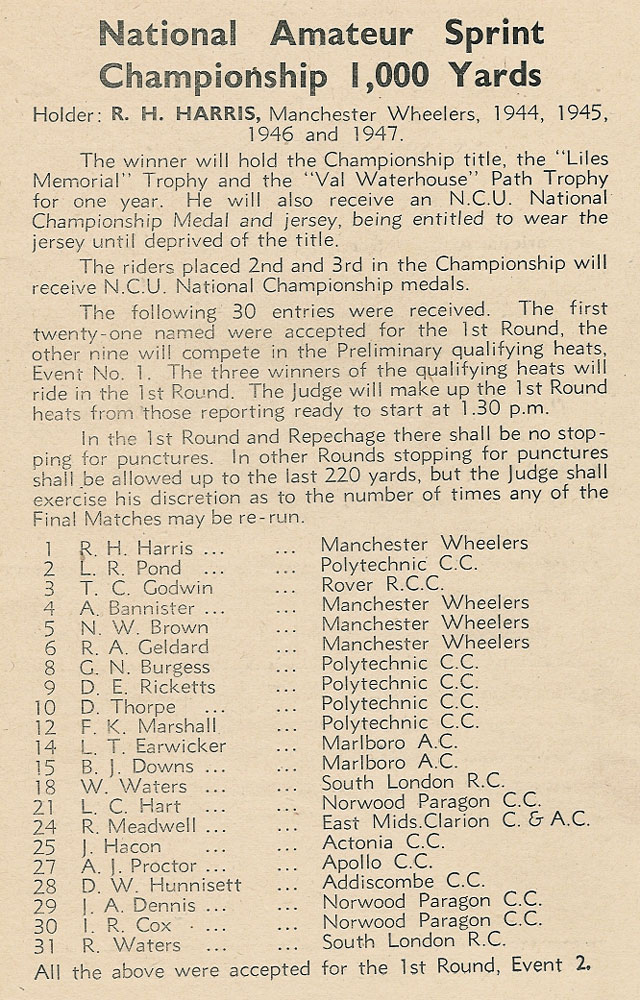 National Amateur Sprint
Championship 1,000 Yards
Holder: R. H. HARRIS, Manchester Wheelers, 1944, 1945,
1946 and 1947.
The winner will hold the Championship title, the "Liles
Memorial" Trophy and the "Val Waterhouse" Path Trophy
for one year. He will also receive an N.C.U. National
Championship Medal and jersey, being entitled to wear the
jersey until deprived of the title.
The riders placed 2nd and 3rd in the Championship will
receive N.C.U. National Championship medals.
The following 30 entries were received. The first
twenty-one named were accepted for the 1st Round, the
other nine will compete in the Preliminary qualifying heats,
Event No. 1. The three winners of the qualifying heats will
ride in the 1st Round. The Judge will make up the 1st Round
heats from those reporting ready to start at 1.30 p.m.
In the 1st Round and Repechage there shall be no stop-
ping for punctures. In other Rounds stopping for punctures
shall be allowed up to the last 220 yards, but the Judge shall
exercise his discretion as to the number of times any of the
Final Matches may be re-run.
1 R. H. Harris ... ... Manchester Wheelers
2 L. R. Pond ... Polytechnic C.C.
3 T. C. Godwin ... Rover R.C.C.
4 A. Bannister ... ... Manchester Wheelers
5 N. W. Brown ... Manchester Wheelers
6 R. A. Geldard ... Manchester Wheelers
8 G. N. Burgess ... Polytechnic C.C.
9 D. E. Ricketts ... Polytechnic C.C.
10 D. Thorpe ... ... Polytechnic C.C.
12 F. K. Marshall ... Polytechnic C.C.
14 L. T. Earwicker ... Marlboro A.C.
15 B. J. Downs ... ... Marlboro A.C.
18 W. Waters ... ... South London R.C.
21 L. C. Hart ... ... Norwood Paragon C.C.
24 R. Meadwell ... ... East Mids.Clarion C. & A.C.
25 J. Hacon ... ... Actonia C.C.
27 A. J. Proctor ... ... Apollo C.C.
28 D. W. Hunnisett ... Addiscombe C.C.
29 J. A. Dennis ... ... Norwood Paragon C.C.
30 I. R. Cox ... ... Norwood Paragon C.C.
31 R. Waters ... ... South London R.C.
All the above were accepted for the 1st Round, Event 2.